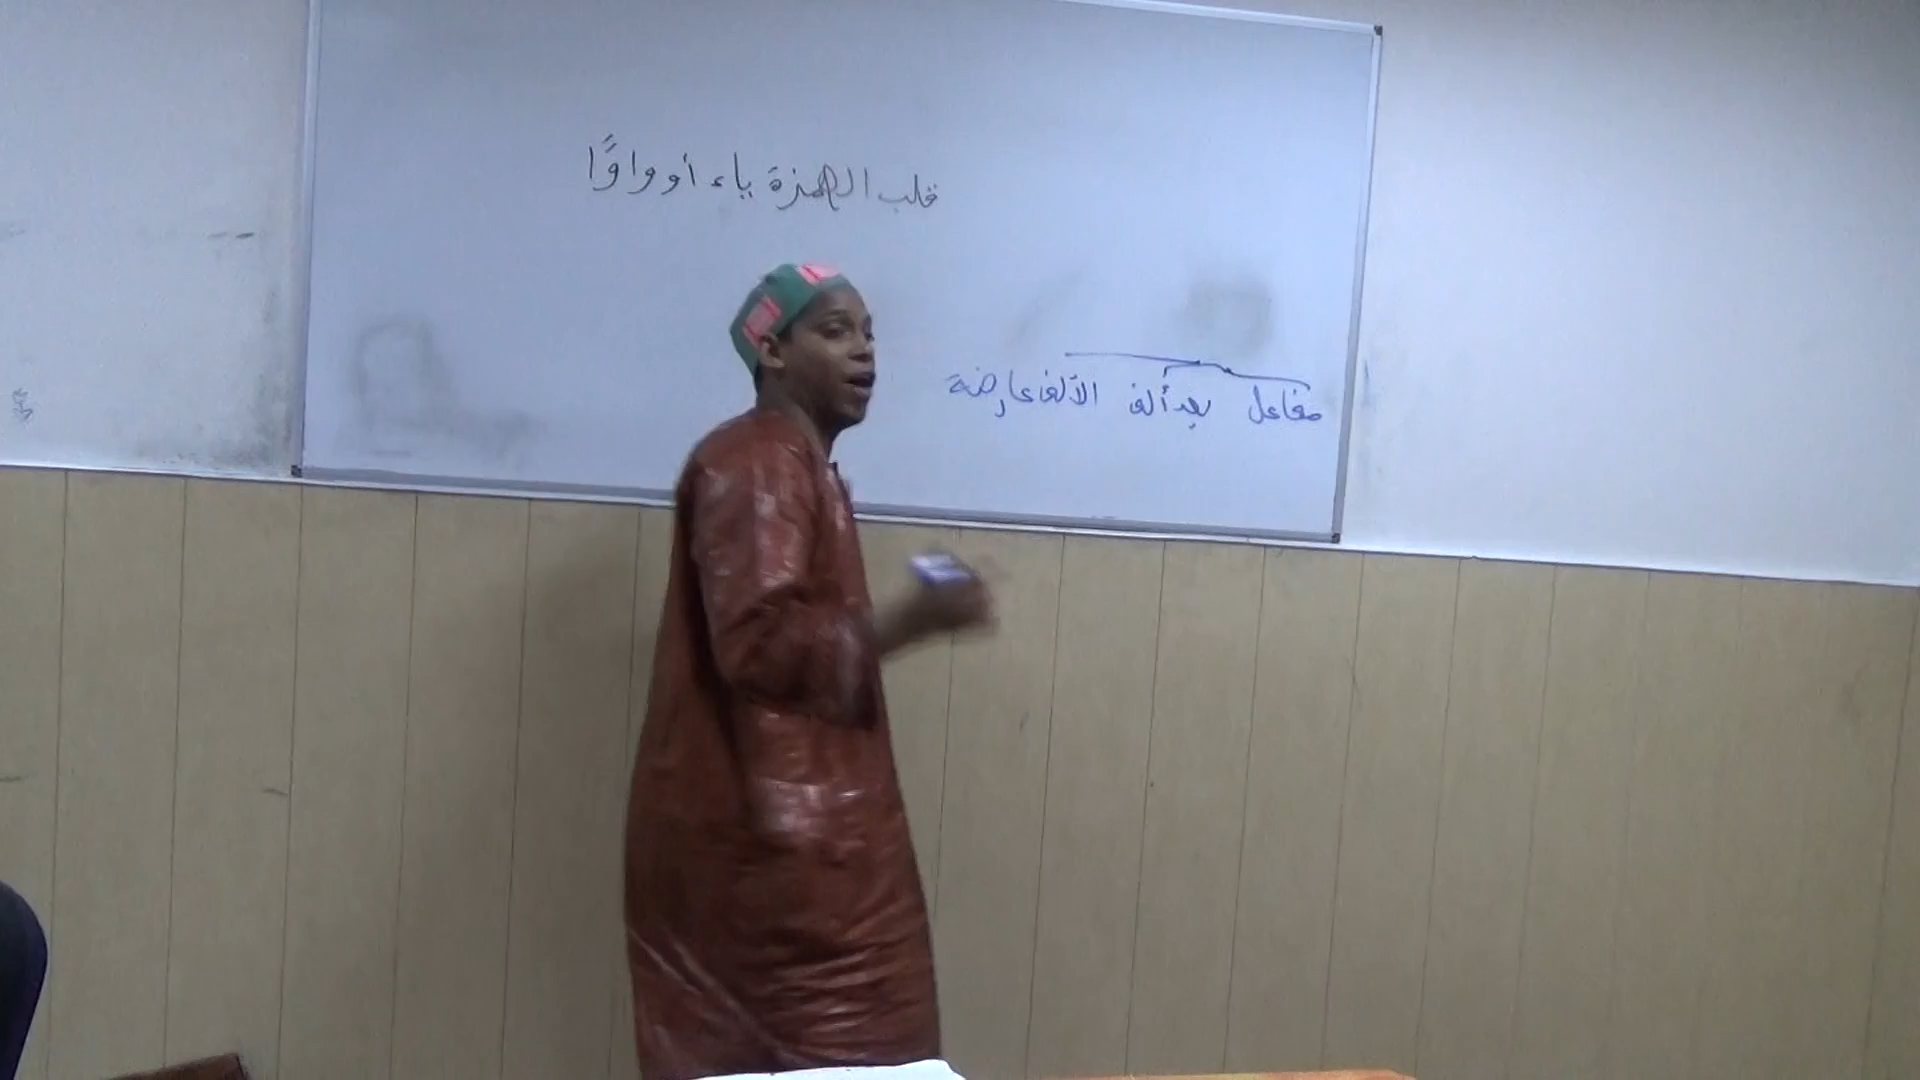 قلب الهمزة ياء أو واوًا
مفاعل بعد ألف الألف عارضة